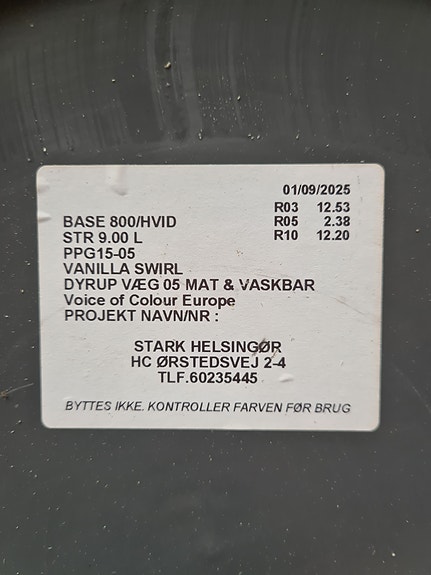 01/09/2025
R03 12.53
BASE 800/HVID R05 2.38
STR 9.00 L R10 12.20
PPG15-05
VANILLA SWIRL
DYRUP VÆG 05 MAT & VASKBAR
Voice of Colour Europe
PROJEKT NAVN/NR :
STARK HELSINGØR
HC ØRSTEDSVEJ 2-4
TLF.60235445
BYTTES IKKE. KONTROLLER FARVEN FØR BRUG